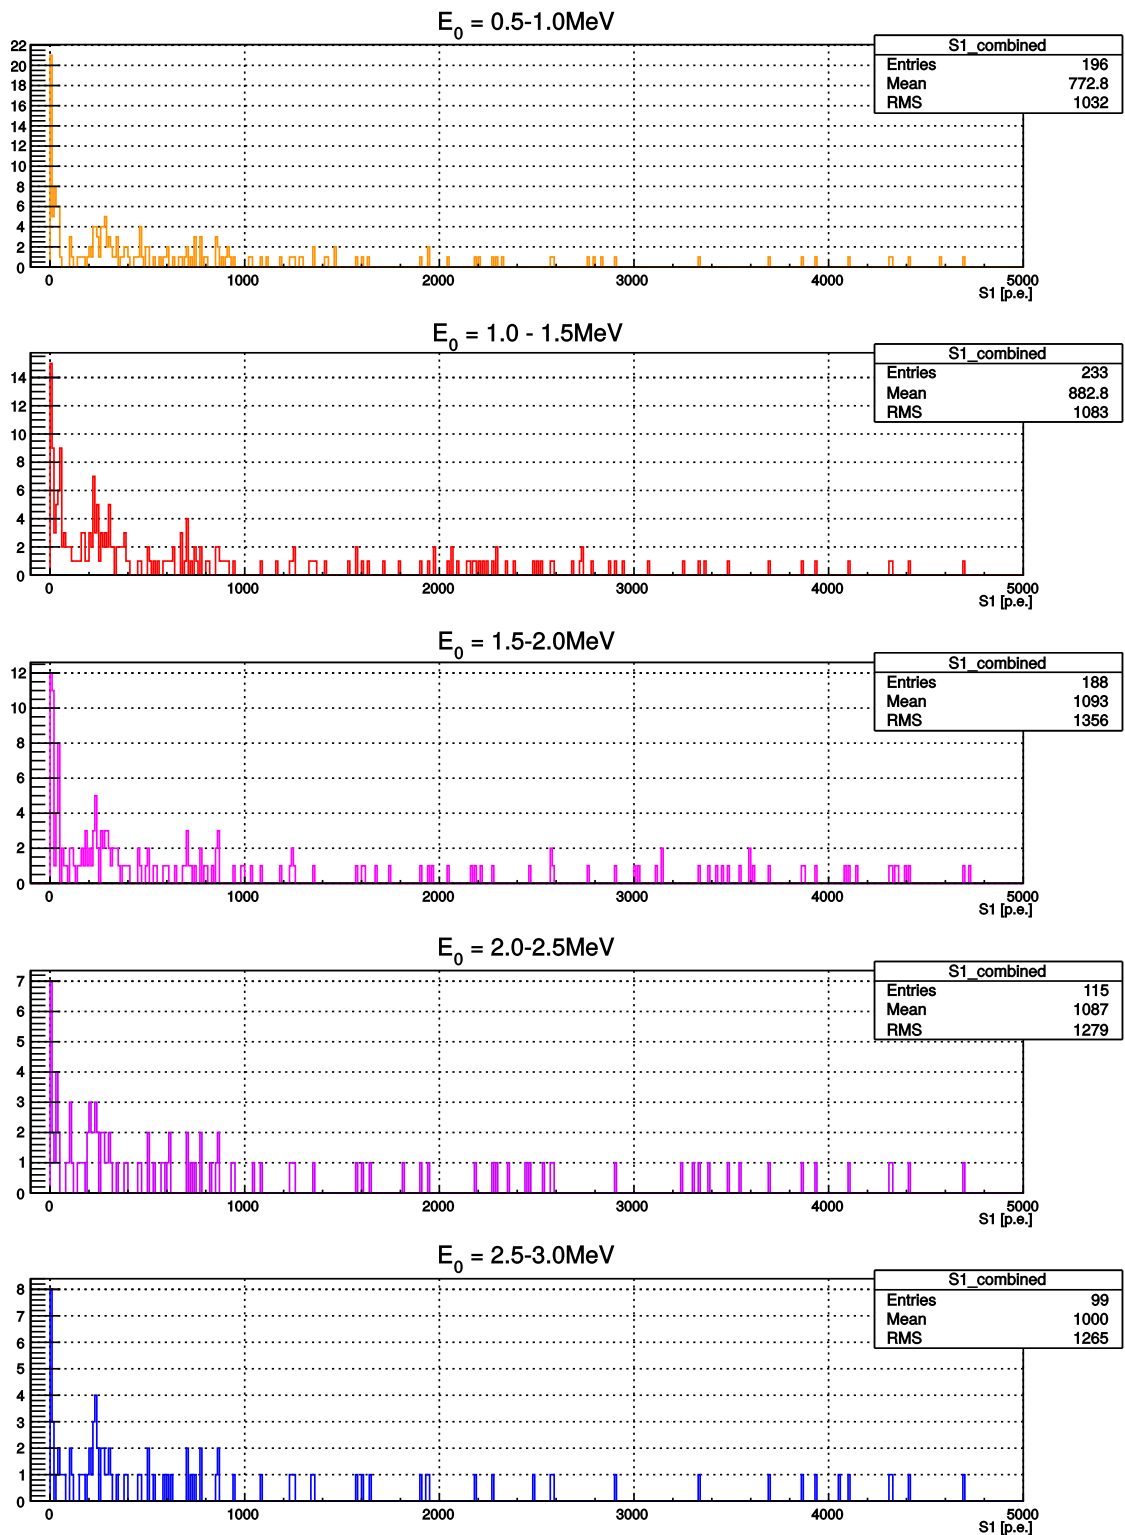 E0 = 0.5-1.0MeV
S1_combined
Entries 196
Mean 772.8
RMS 1032
22
20
18
16
14
12
10
8
6
4
2
0
0 1000 2000 3000 4000 5000
S1 [p.e.]
E0 = 1.0 - 1.5MeV
S1_combined
Entries 233
Mean 882.8
RMS 1083
14
12
10
8
6
4
2
0
0 1000 2000 3000 4000 5000
S1 [p.e.]
E0 = 1.5-2.0MeV
S1_combined
Entries 188
Mean 1093
RMS 1356
12
10
8
6
4
2
0
0 1000 2000 3000 4000 5000
S1 [p.e.]
E0 = 2.0-2.5MeV
S1_combined
Entries 115
Mean 1087
RMS 1279
7
6
5
4
3
2
1
0
0 1000 2000 3000 4000 5000
S1 [p.e.]
E0 = 2.5-3.0MeV
S1_combined
Entries 99
Mean 1000
RMS 1265
8
7
6
5
4
3
2
1
0
0 1000 2000 3000 4000 5000
S1 [p.e.]